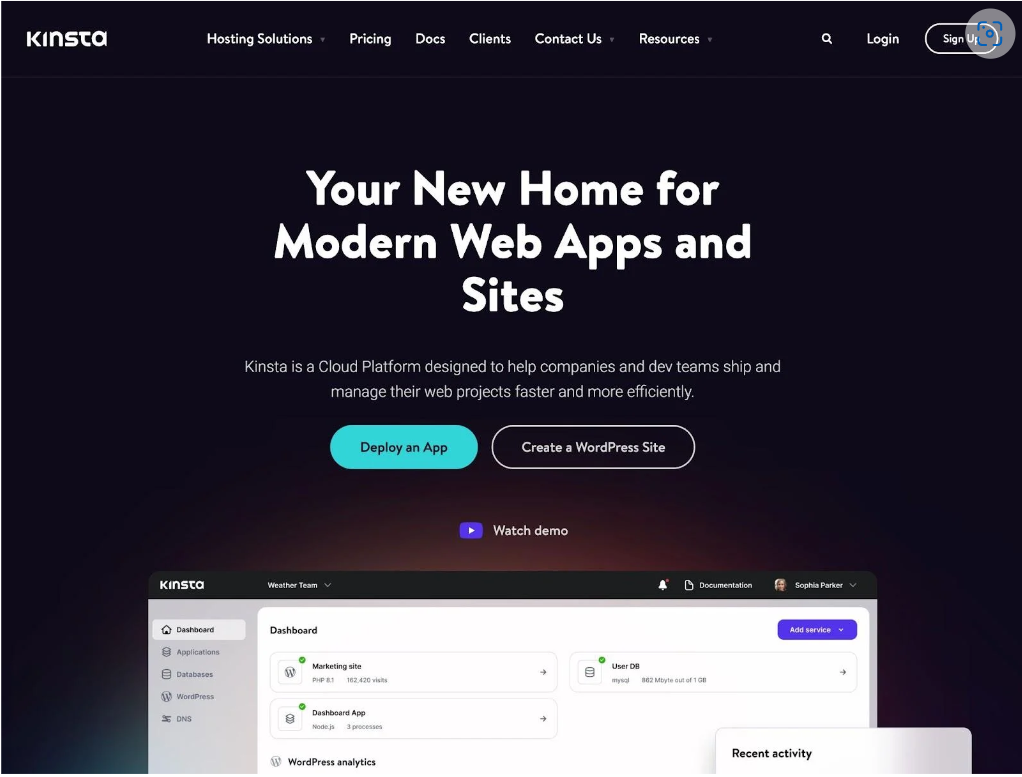 Kinsta
Hosting Solutions Pricing Docs Clients Contact Us Resources Login Sign Up
Your New Home for
Modern Web Apps and
Sites
Kinsta is a Cloud Platform designed to help companies and dev teams ship and
manage their web projects faster and more efficiently.
Deploy an App Create a WordPress Site
Watch demo
Kinsta Weather Team Documentation Sophia Parker
Dashboard
Applications
Databases
WordPress
DNS
Dashboard Add service
Marketing site
PHP 8.1 162,420 visits
User DB
mysql 882 Mbyte out of 1 GB
Dashboard App
Node.js 3 processes
WordPress analytics
Recent activity